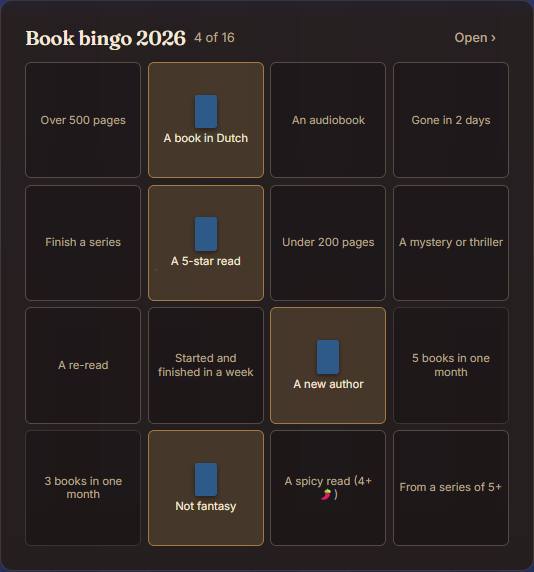 Book bingo 2026 4 of 16 Open ›
Over 500 pages
A book in Dutch
An audiobook
Gone in 2 days
Finish a series
A 5-star read
Under 200 pages
A mystery or thriller
A re-read
Started and
finished in a week
A new author
5 books in one
month
3 books in one
month
Not fantasy
A spicy read (4+
🌶️)
From a series of 5+